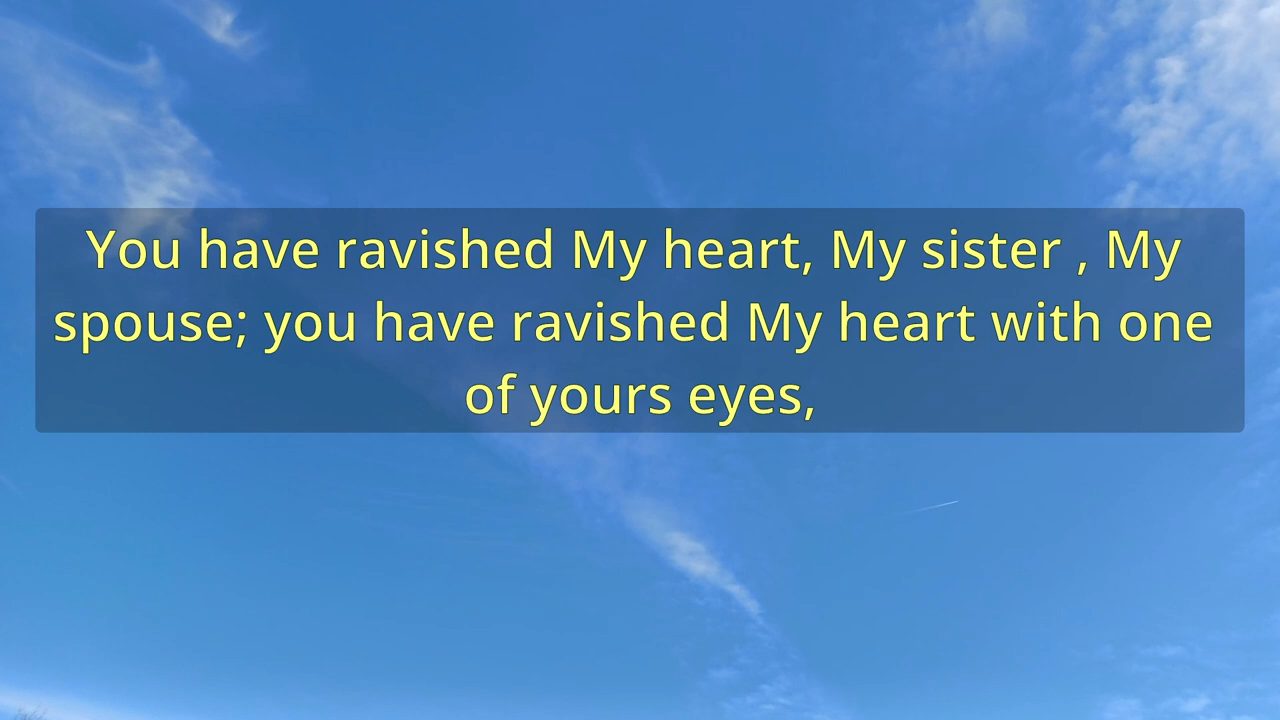 You have ravished My heart, My sister , My
spouse; you have ravished My heart with one
of yours eyes,